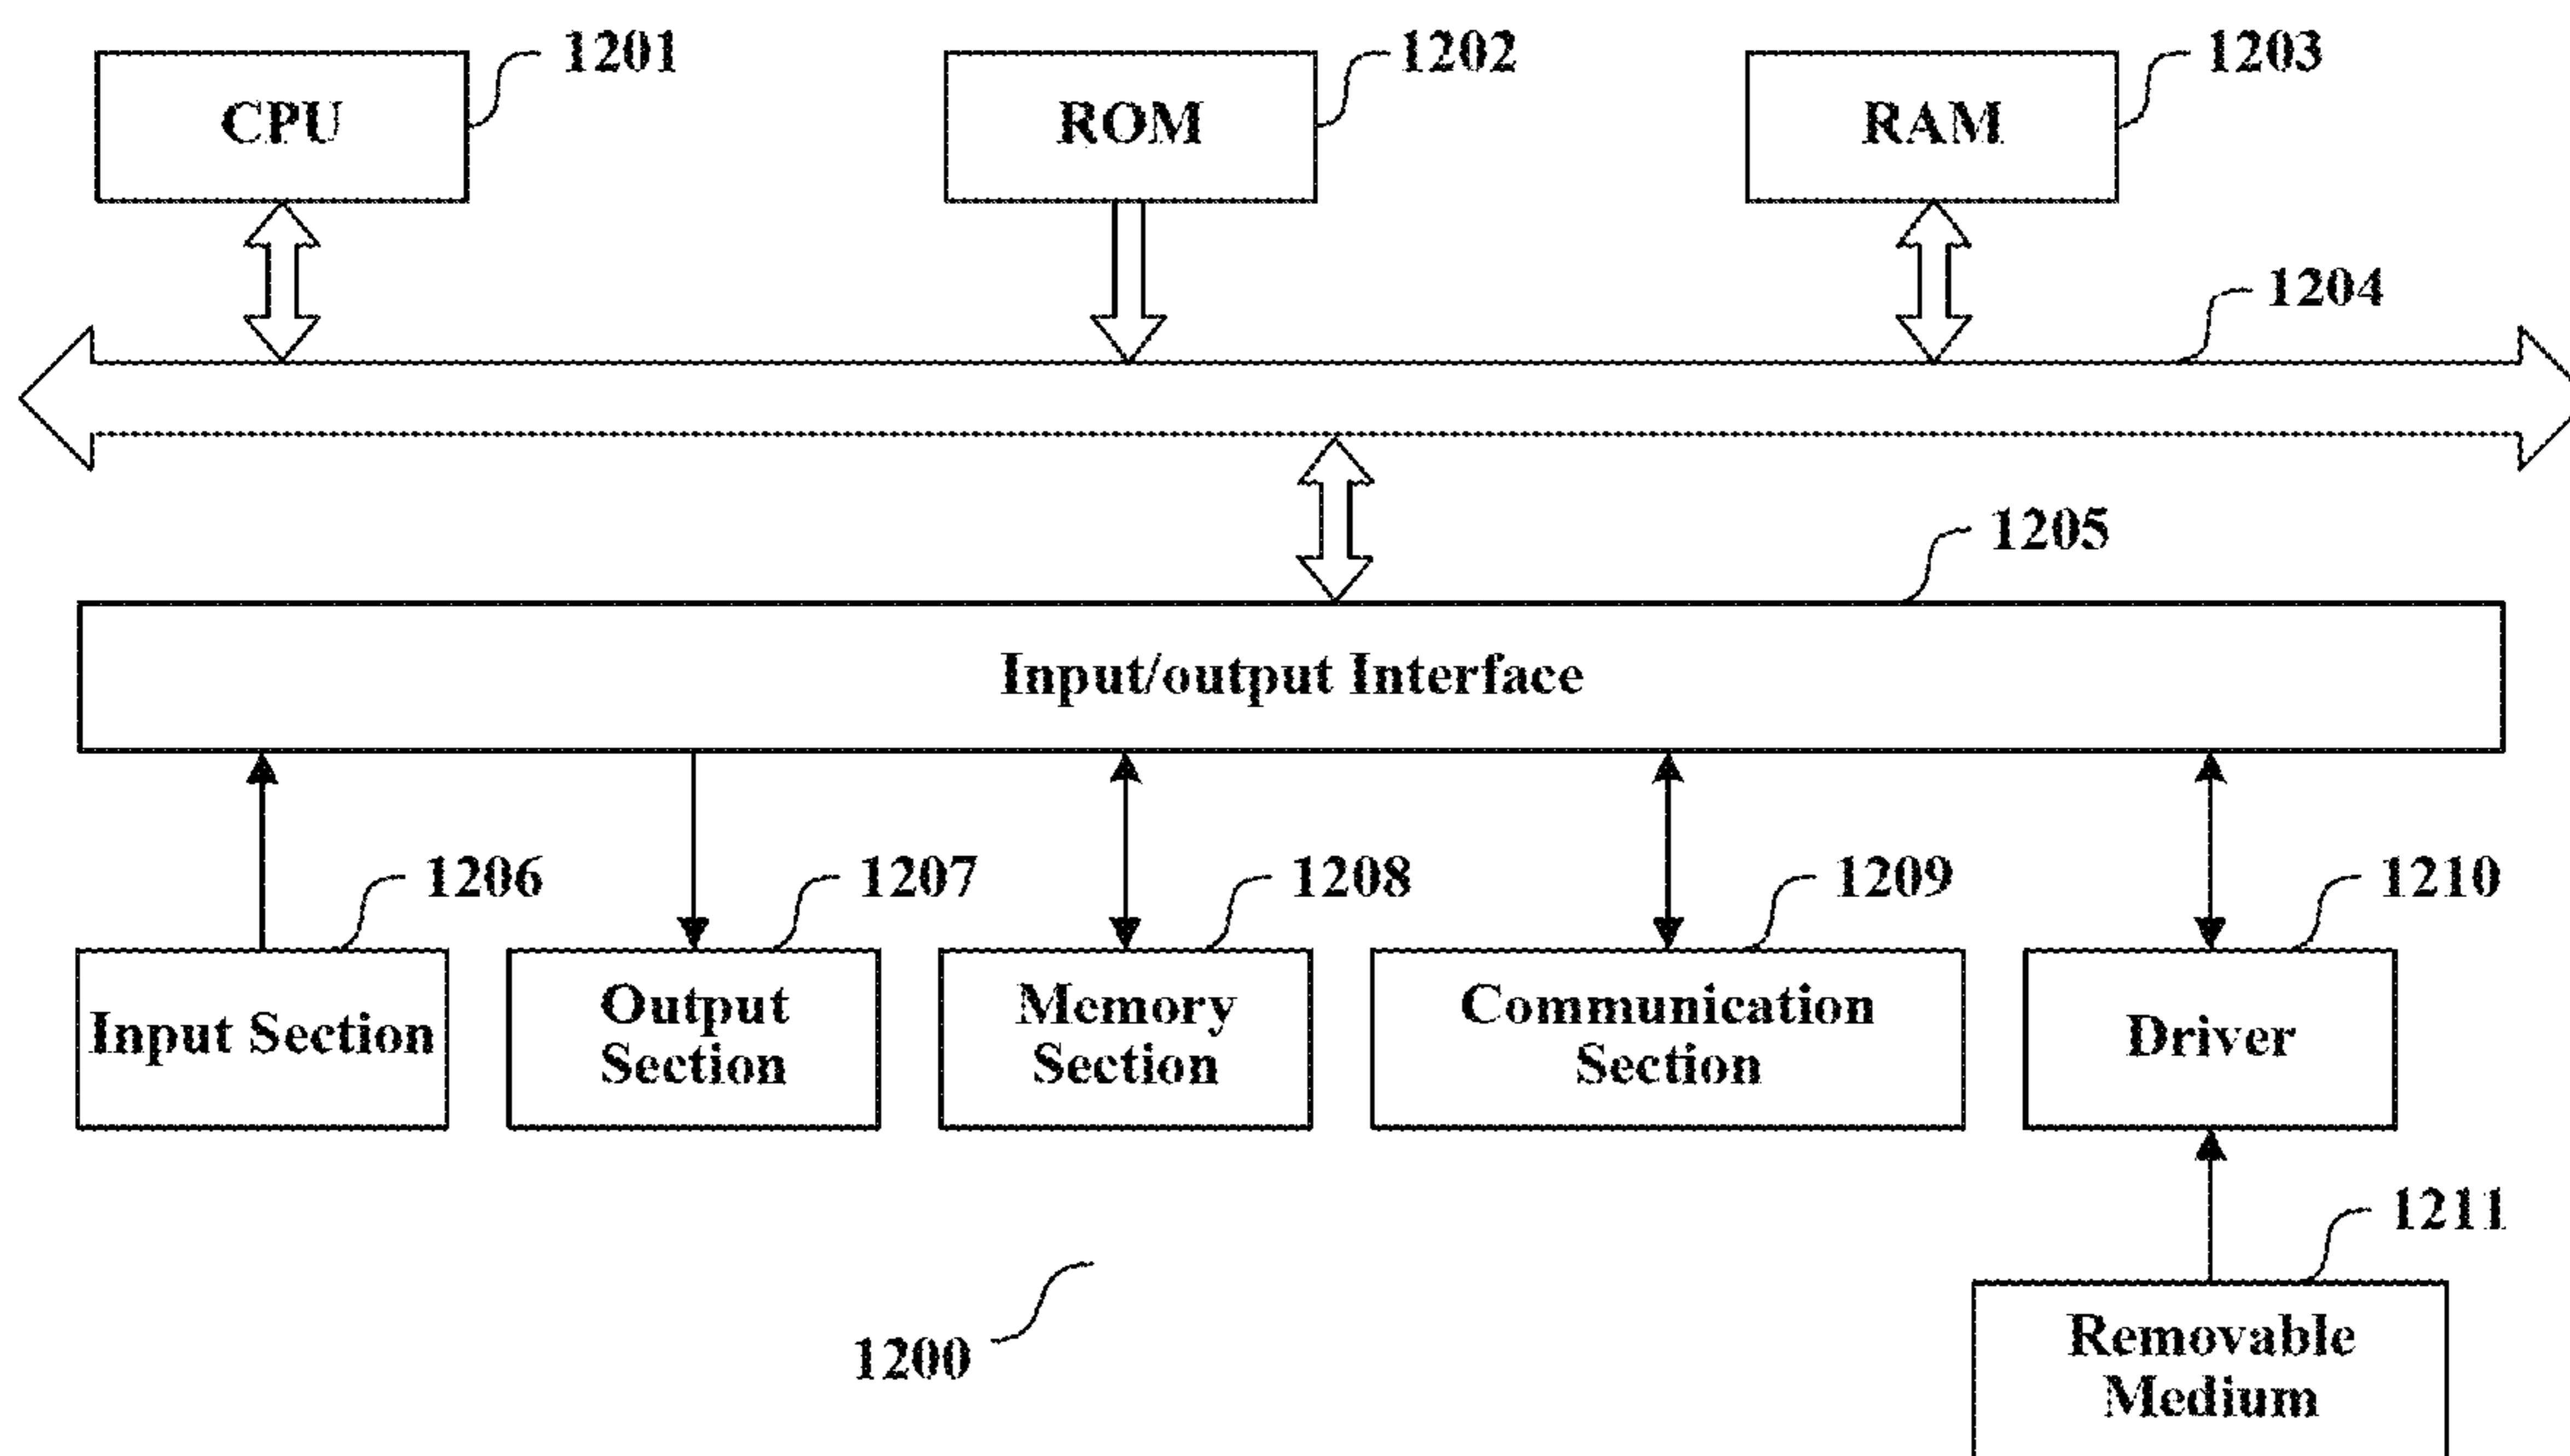 CPU
1201
ROM
1202
RAM
1203
1204
1205
Input/output Interface
1206
1207
1208
1209
1210
Input Section
Output
Section
Memory
Section
Communication
Section
Driver
1211
1200
Removable
Medium